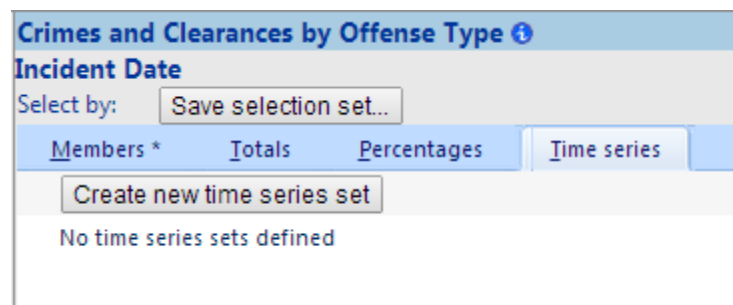 Crimes and Clearances by Offense Type
Incident Date
Select by: Save selection set...
Members * Totals Percentages Time series
Create new time series set
No time series sets defined